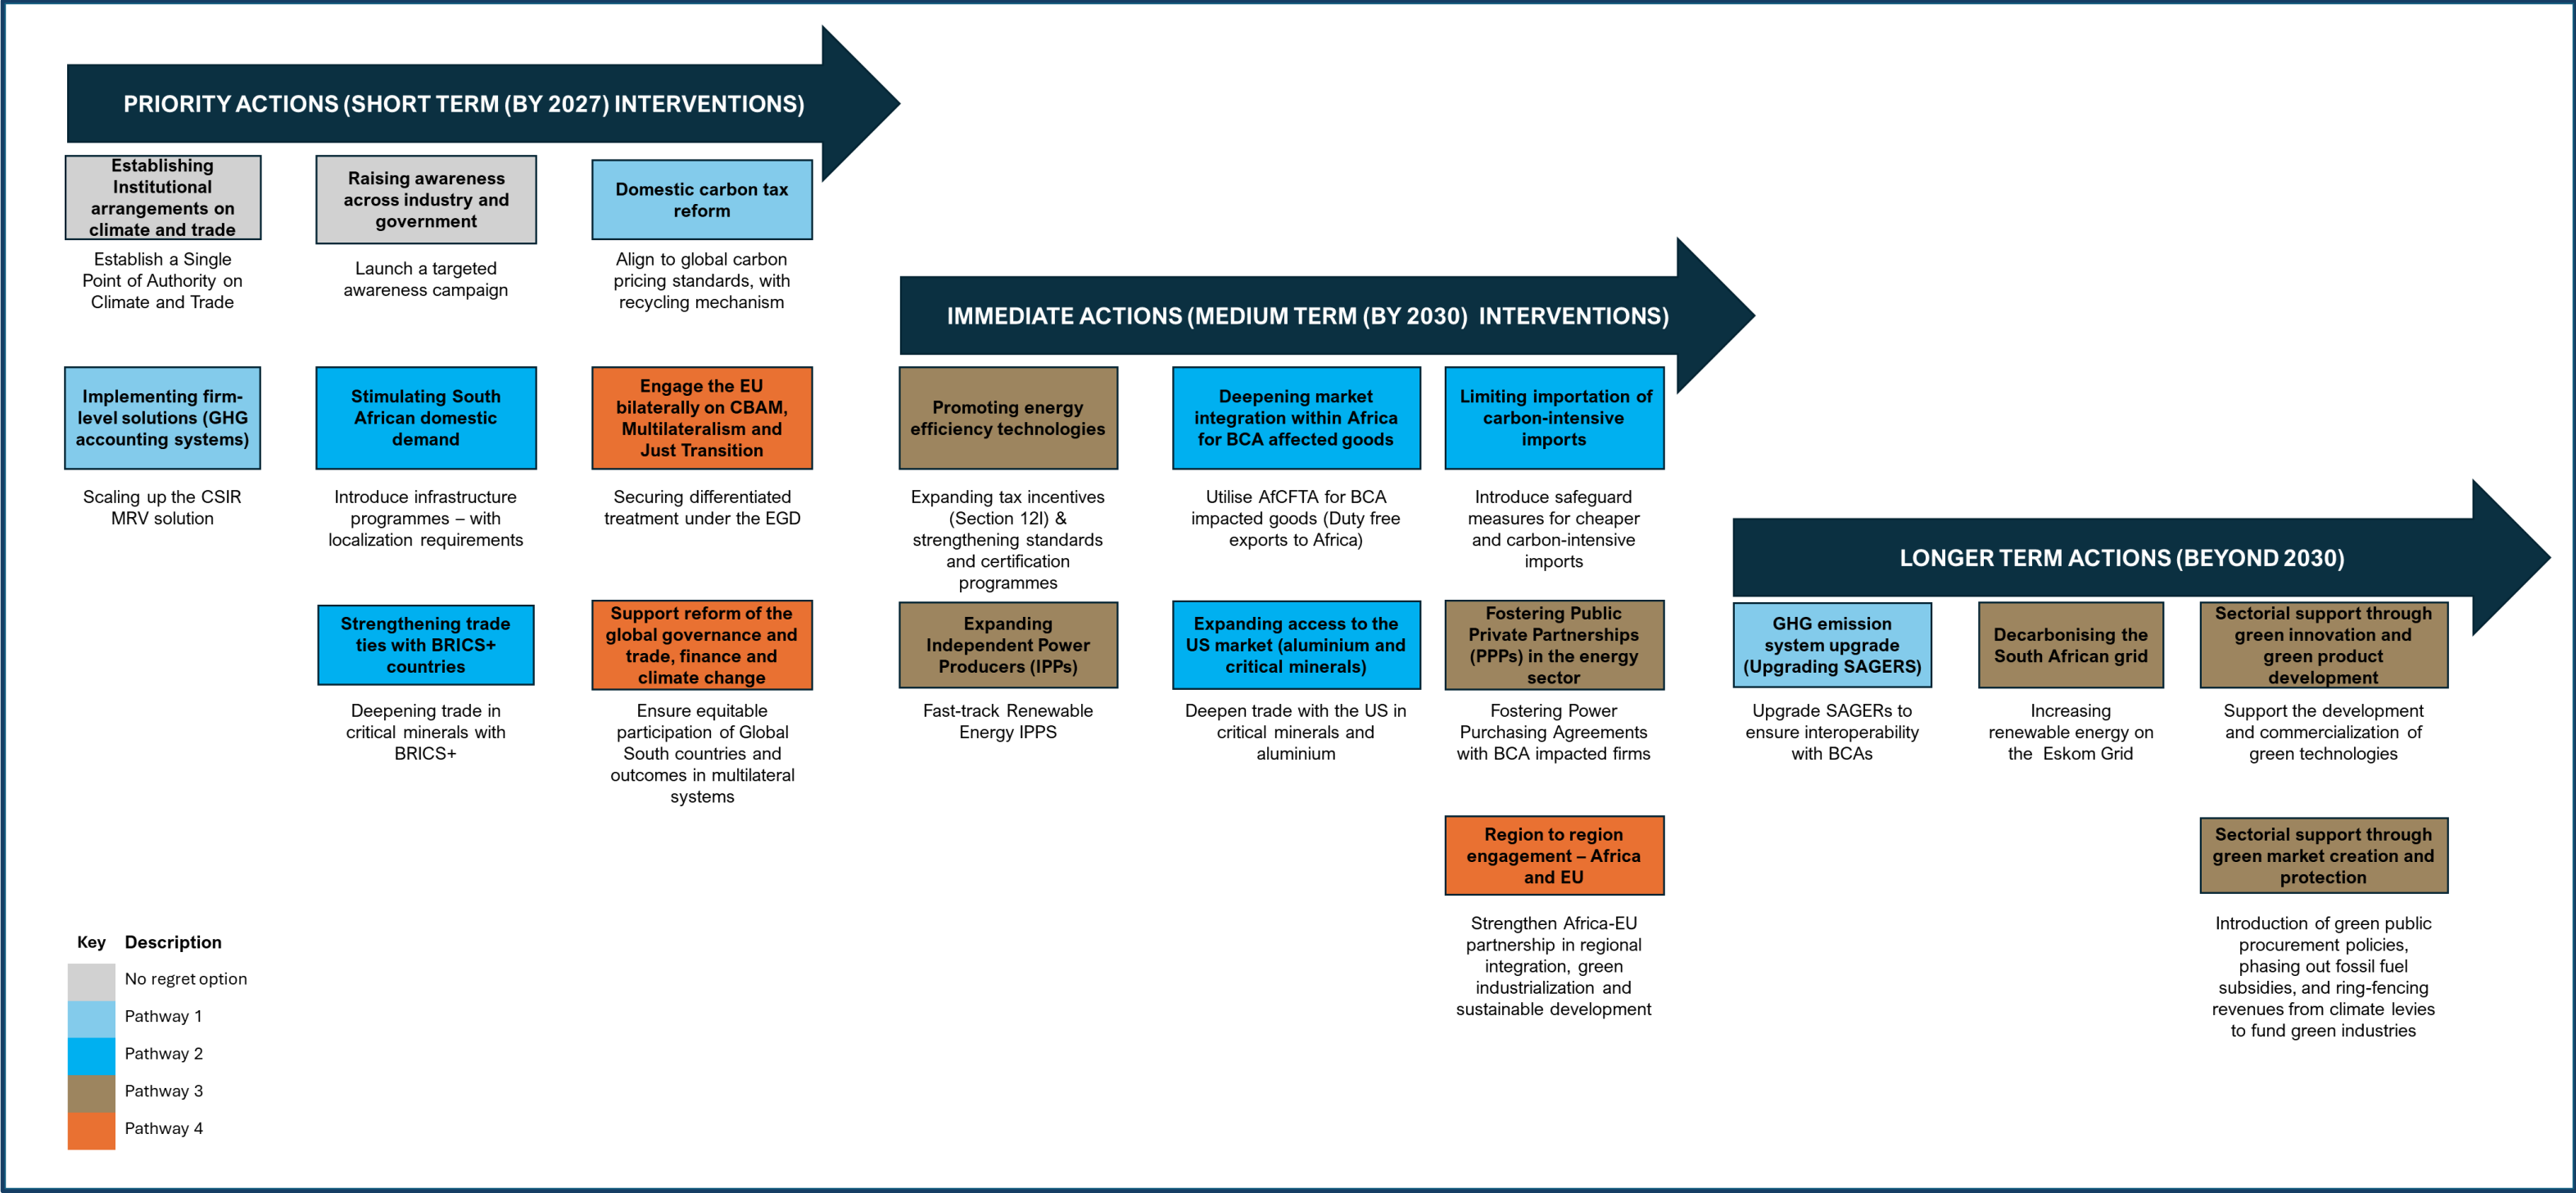 PRIORITY ACTIONS (SHORT TERM (BY 2027) INTERVENTIONS)
Establishing
Institutional
arrangements on
climate and trade
Establish a Single
Point of Authority on
Climate and Trade
Raising awareness
across industry and
government
Launch a targeted
awareness campaign
Domestic carbon tax
reform
Align to global carbon
pricing standards, with
recycling mechanism
Implementing firm-
level solutions (GHG
accounting systems)
Scaling up the CSIR
MRV solution
Stimulating South
African domestic
demand
Introduce infrastructure
programmes – with
localization requirements
Engage the EU
bilaterally on CBAM,
Multilateralism and
Just Transition
Securing differentiated
treatment under the EGD
Strengthening trade
ties with BRICS+
countries
Deepening trade in
critical minerals with
BRICS+
Support reform of the
global governance and
trade, finance and
climate change
Ensure equitable
participation of Global
South countries and
outcomes in multilateral
systems
IMMEDIATE ACTIONS (MEDIUM TERM (BY 2030) INTERVENTIONS)
Promoting energy
efficiency technologies
Expanding tax incentives
(Section 12I) &
strengthening standards
and certification
programmes
Deepening market
integration within Africa
for BCA affected goods
Utilise AfCFTA for BCA
impacted goods (Duty free
exports to Africa)
Limiting importation of
carbon-intensive
imports
Introduce safeguard
measures for cheaper
and carbon-intensive
imports
Expanding
Independent Power
Producers (IPPs)
Fast-track Renewable
Energy IPPS
Expanding access to the
US market (aluminium and
critical minerals)
Deepen trade with the US in
critical minerals and
aluminium
Fostering Public
Private Partnerships
(PPPs) in the energy
sector
Fostering Power
Purchasing Agreements
with BCA impacted firms
Region to region
engagement – Africa
and EU
Strengthen Africa-EU
partnership in regional
integration, green
industrialization and
sustainable development
LONGER TERM ACTIONS (BEYOND 2030)
GHG emission
system upgrade
(Upgrading SAGERS)
Upgrade SAGERs to
ensure interoperability
with BCAs
Decarbonising the
South African grid
Increasing
renewable energy on
the Eskom Grid
Sectorial support through
green innovation and
green product
development
Support the development
and commercialization of
green technologies
Sectorial support through
green market creation and
protection
Introduction of green public
procurement policies,
phasing out fossil fuel
subsidies, and ring-fencing
revenues from climate levies
to fund green industries
Key Description
No regret option
Pathway 1
Pathway 2
Pathway 3
Pathway 4